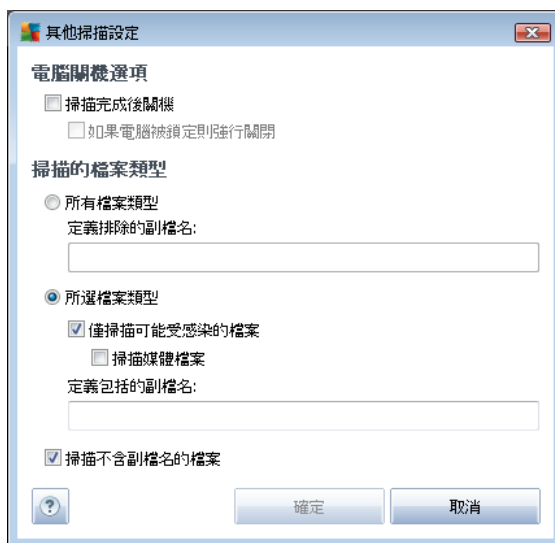 其他掃描設定
電腦關機選項
掃描完成後關機
如果電腦被鎖定則強行關閉
掃描的檔案類型
所有檔案類型
定義排除的副檔名:
所選檔案類型
僅掃描可能受感染的檔案
掃描媒體檔案
定義包括的副檔名:
掃描不含副檔名的檔案
?
確定
取消